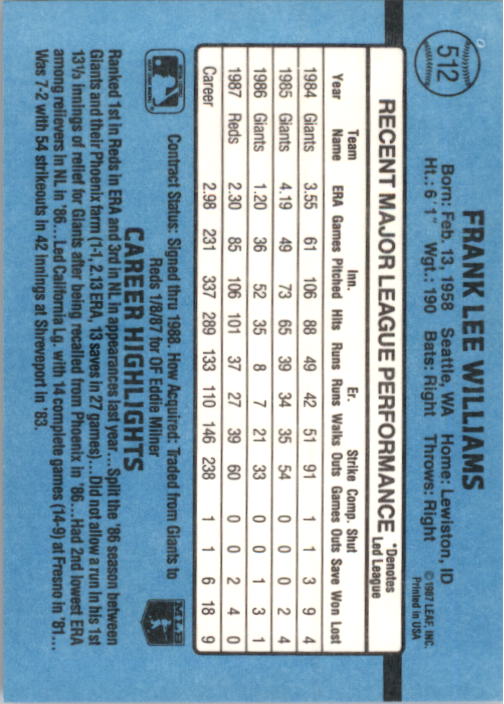 512
FRANK LEE WILLIAMS
Born: Feb. 13, 1958 Seattle, WA Home: Lewiston, ID
Ht.: 6' 1" Wgt.: 190 Bats: Right Throws: Right
© 1987 LEAF, INC.
Printed in USA
RECENT MAJOR LEAGUE PERFORMANCE *Denotes Led League
Team Inn. Er. Strike Comp. Shut
Year Name ERA Games Pitched Hits Runs Runs Walks Outs Games Outs Save Won Lost
1984 Giants 3.55 61 106 88 49 42 51 91 1 1 3 9 4
1985 Giants 4.19 49 73 65 39 34 35 54 0 0 0 2 4
1986 Giants 1.20 36 52 35 8 7 21 33 0 0 1 3 1
1987 Reds 2.30 85 106 101 37 27 39 60 0 0 2 4 0
Career 2.98 231 337 289 133 110 146 238 1 1 6 18 9
Contract Status: Signed thru 1988. How Acquired: Traded from Giants to
Reds 1/8/87 for OF Eddie Milner
MLB
CAREER HIGHLIGHTS
Ranked 1st in Reds in ERA and 3rd in NL in appearances last year... Split the '86 season between
Giants and their Phoenix farm (1-1, 2.13 ERA, 13 saves in 27 games)... Did not allow a run in his 1st
13⅓ innings of relief for Giants after being recalled from Phoenix in '86... Had 2nd lowest ERA
among relievers in NL in '86... Led California Lg. with 14 complete games (14-9) at Fresno in '81...
Was 7-2 with 54 strikeouts in 42 innings at Shreveport in '83.